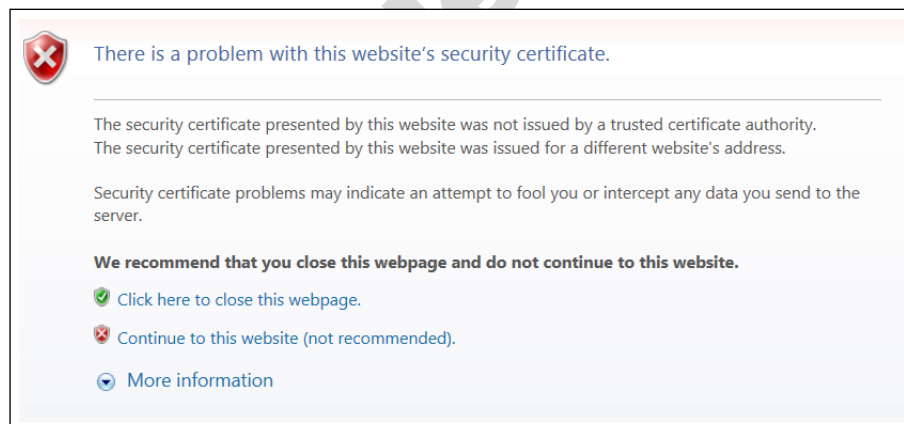 There is a problem with this website's security certificate.
The security certificate presented by this website was not issued by a trusted certificate authority.
The security certificate presented by this website was issued for a different website's address.
Security certificate problems may indicate an attempt to fool you or intercept any data you send to the
server.
We recommend that you close this webpage and do not continue to this website.
Click here to close this webpage.
Continue to this website (not recommended).
More information